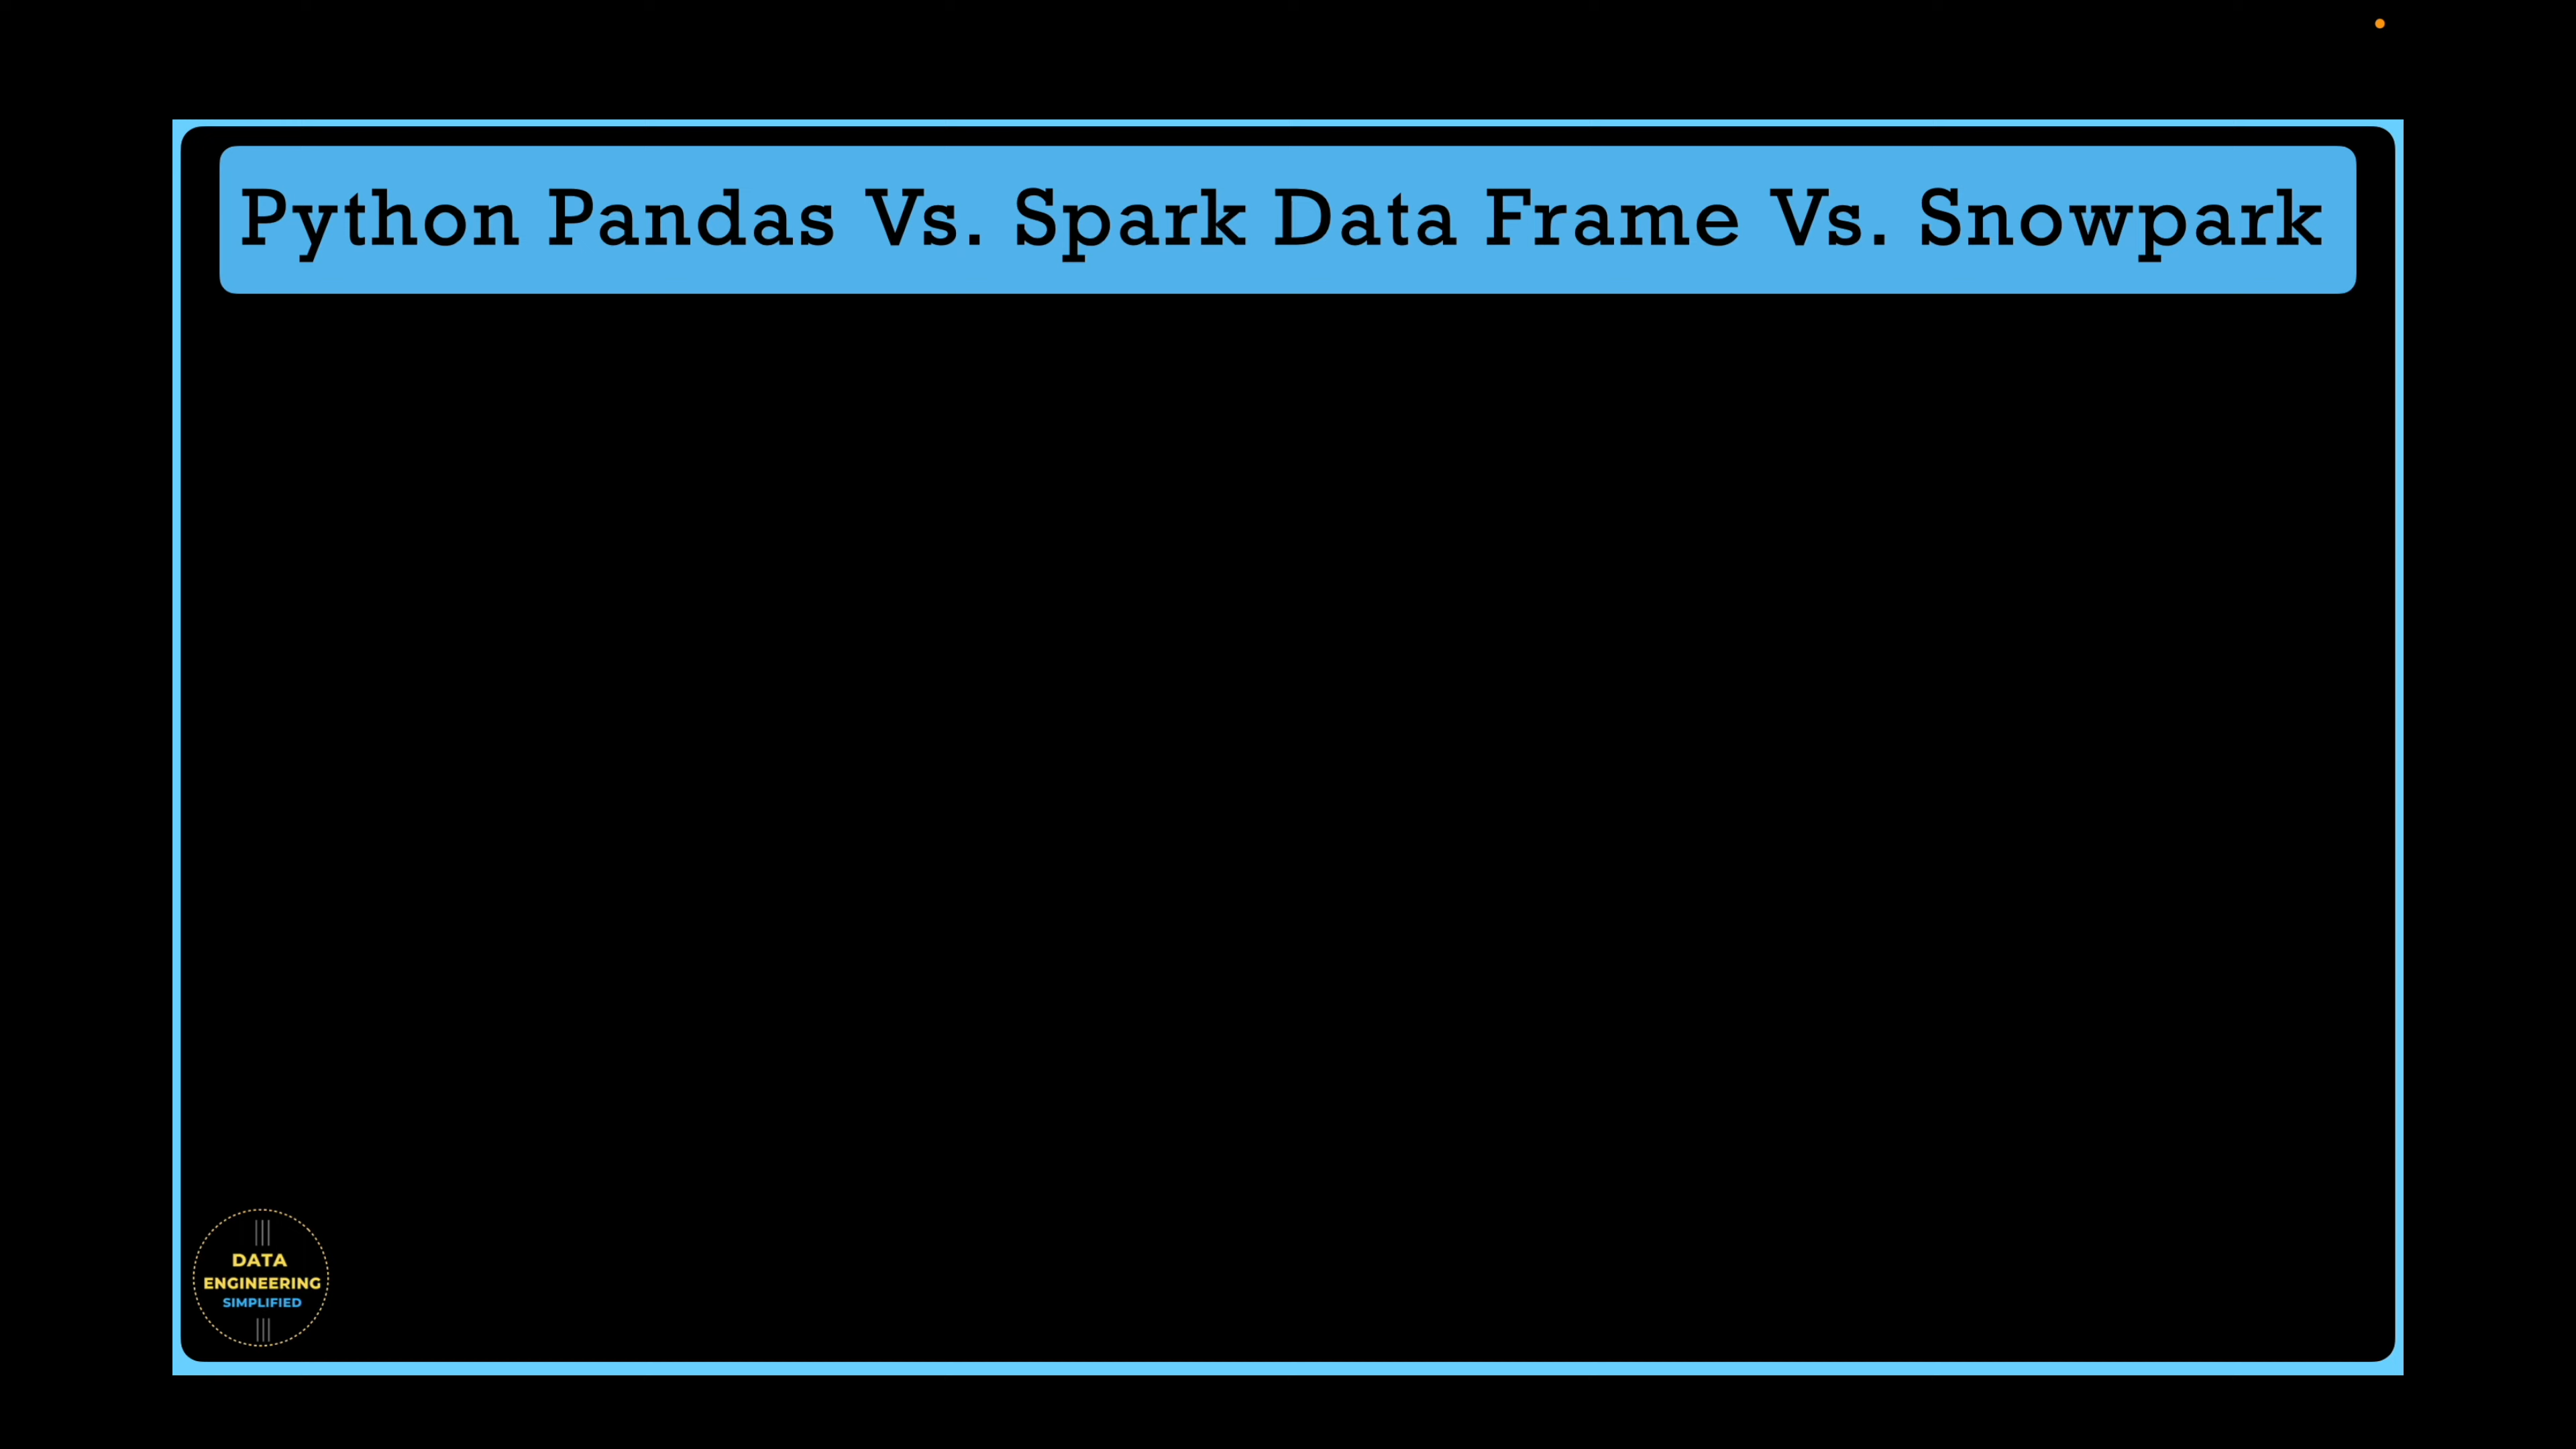 Python Pandas Vs. Spark Data Frame Vs. Snowpark
DATA
ENGINEERING
SIMPLIFIED